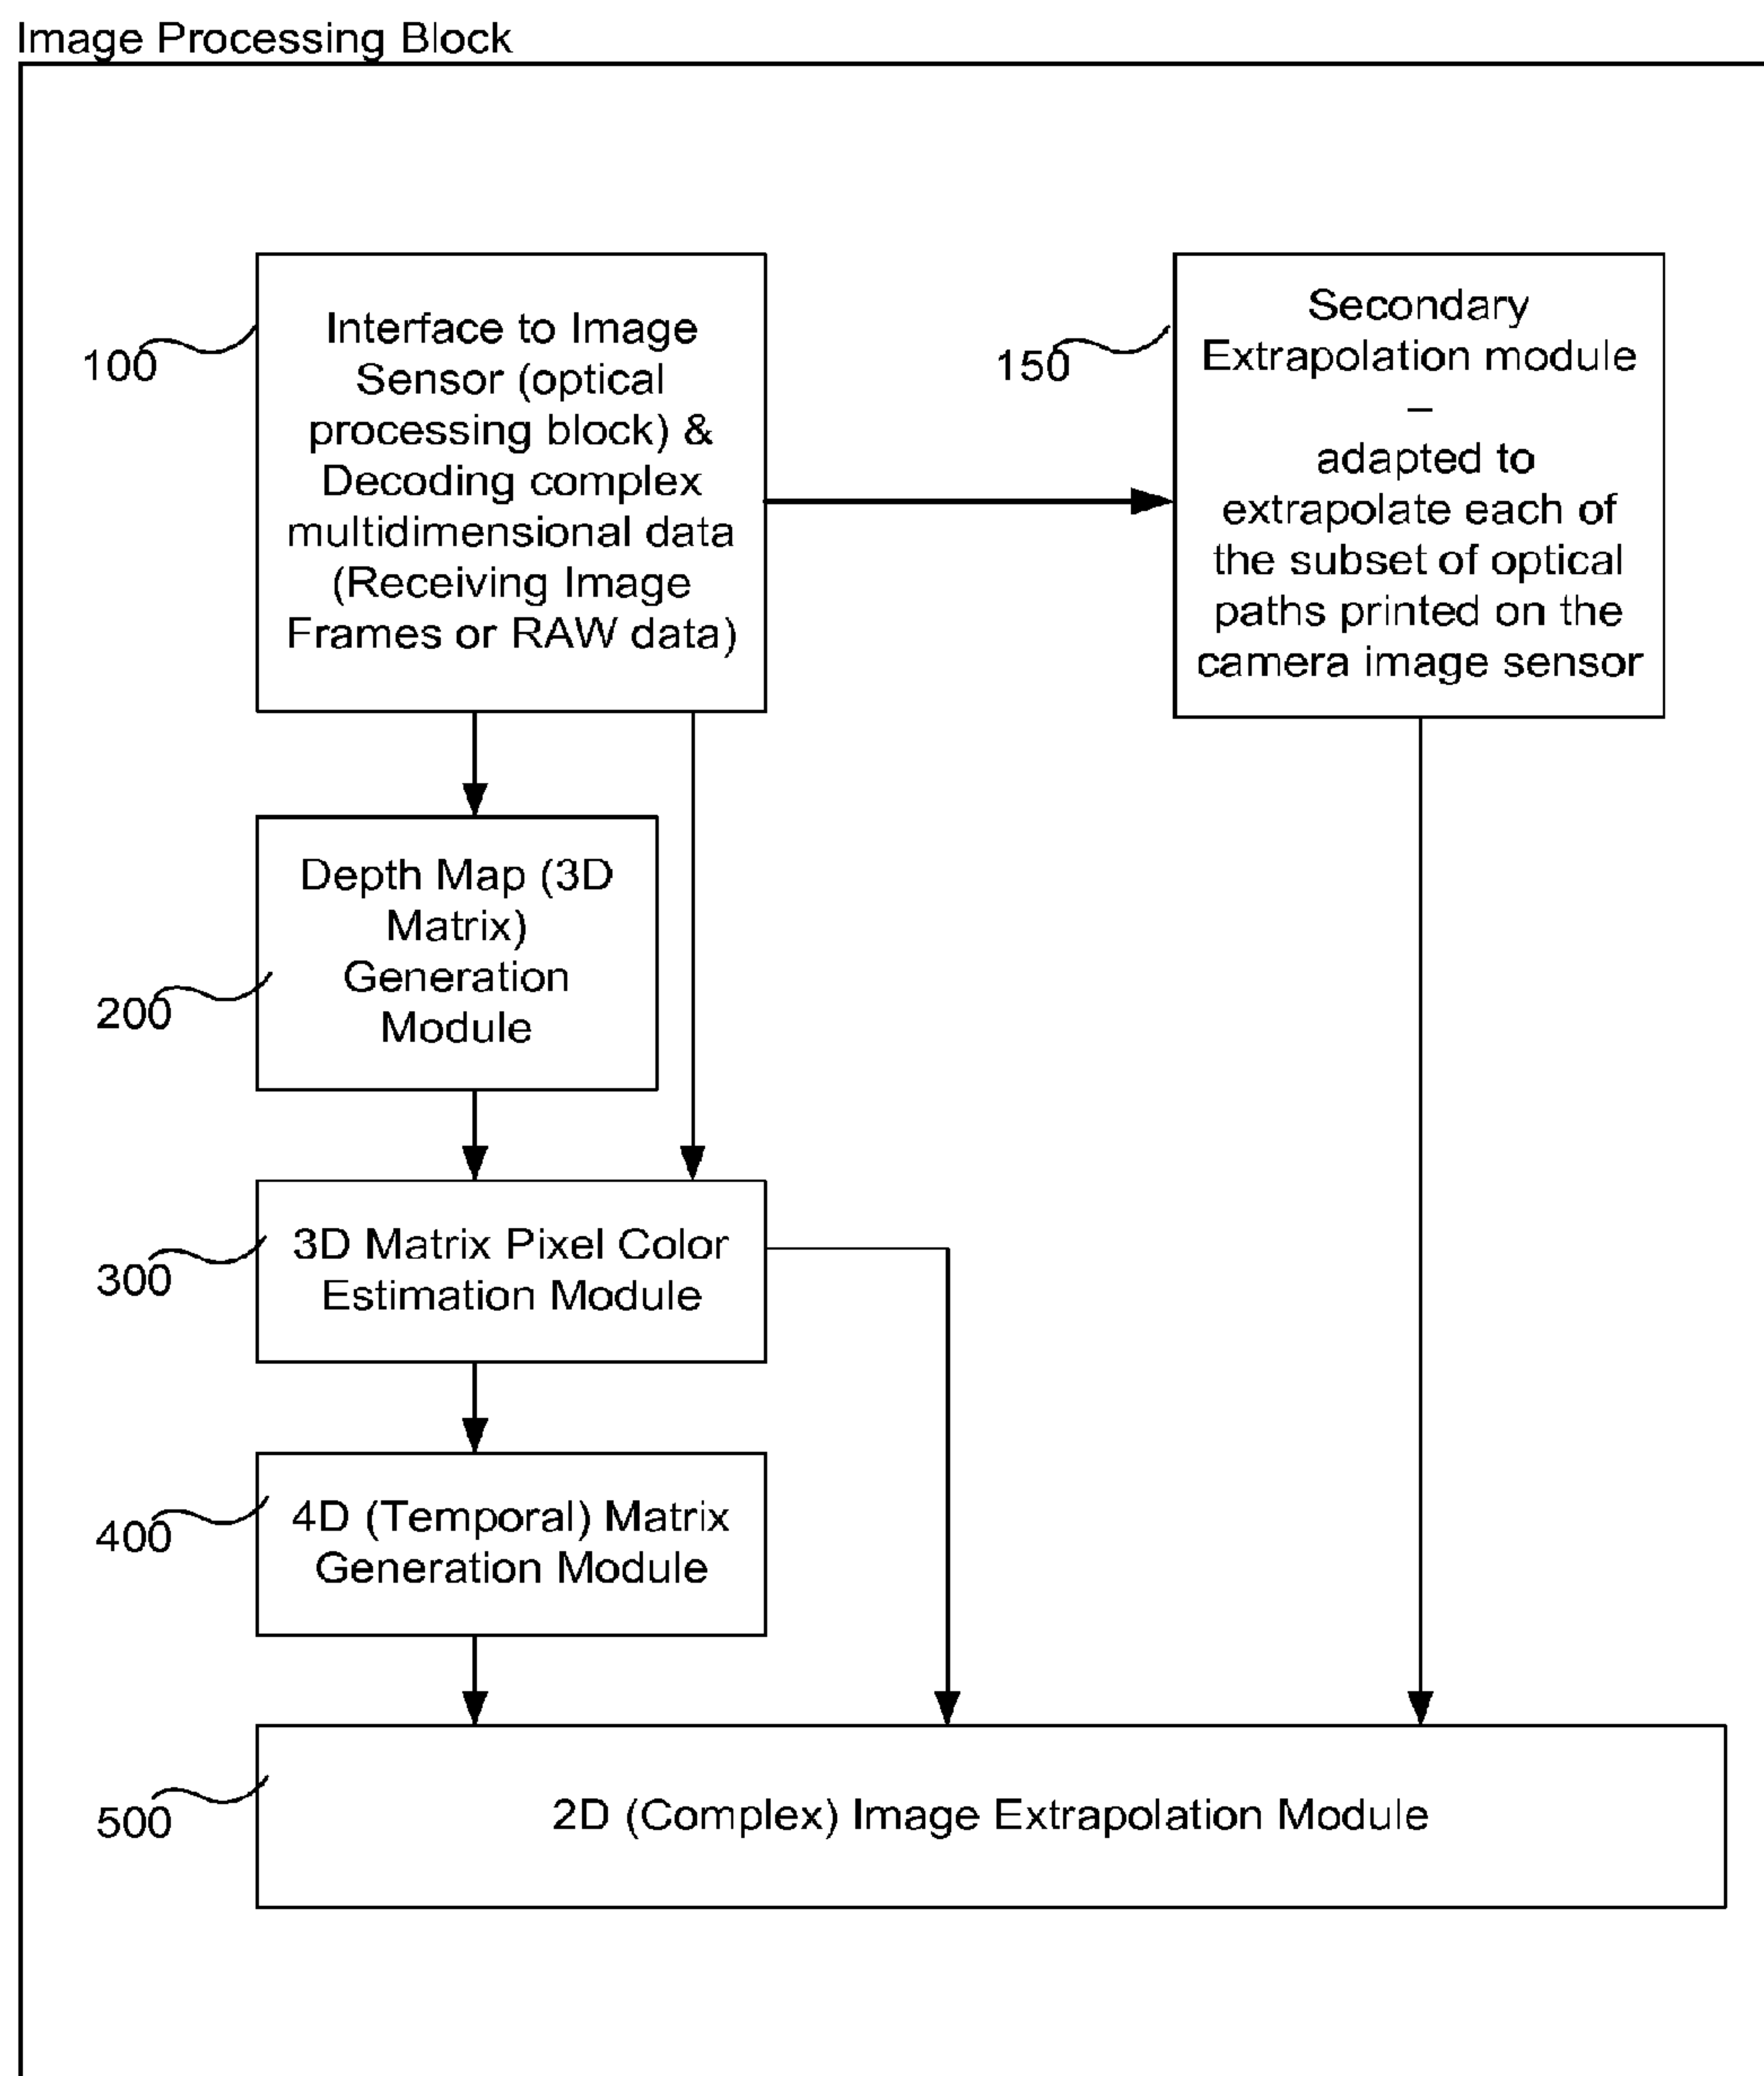 Image Processing Block
100
Interface to Image
Sensor (optical
processing block) &
Decoding complex
multidimensional data
(Receiving Image
Frames or RAW data)
150
Secondary
Extrapolation module
–
adapted to
extrapolate each of
the subset of optical
paths printed on the
camera image sensor
200
Depth Map (3D
Matrix)
Generation
Module
300
3D Matrix Pixel Color
Estimation Module
400
4D (Temporal) Matrix
Generation Module
500
2D (Complex) Image Extrapolation Module